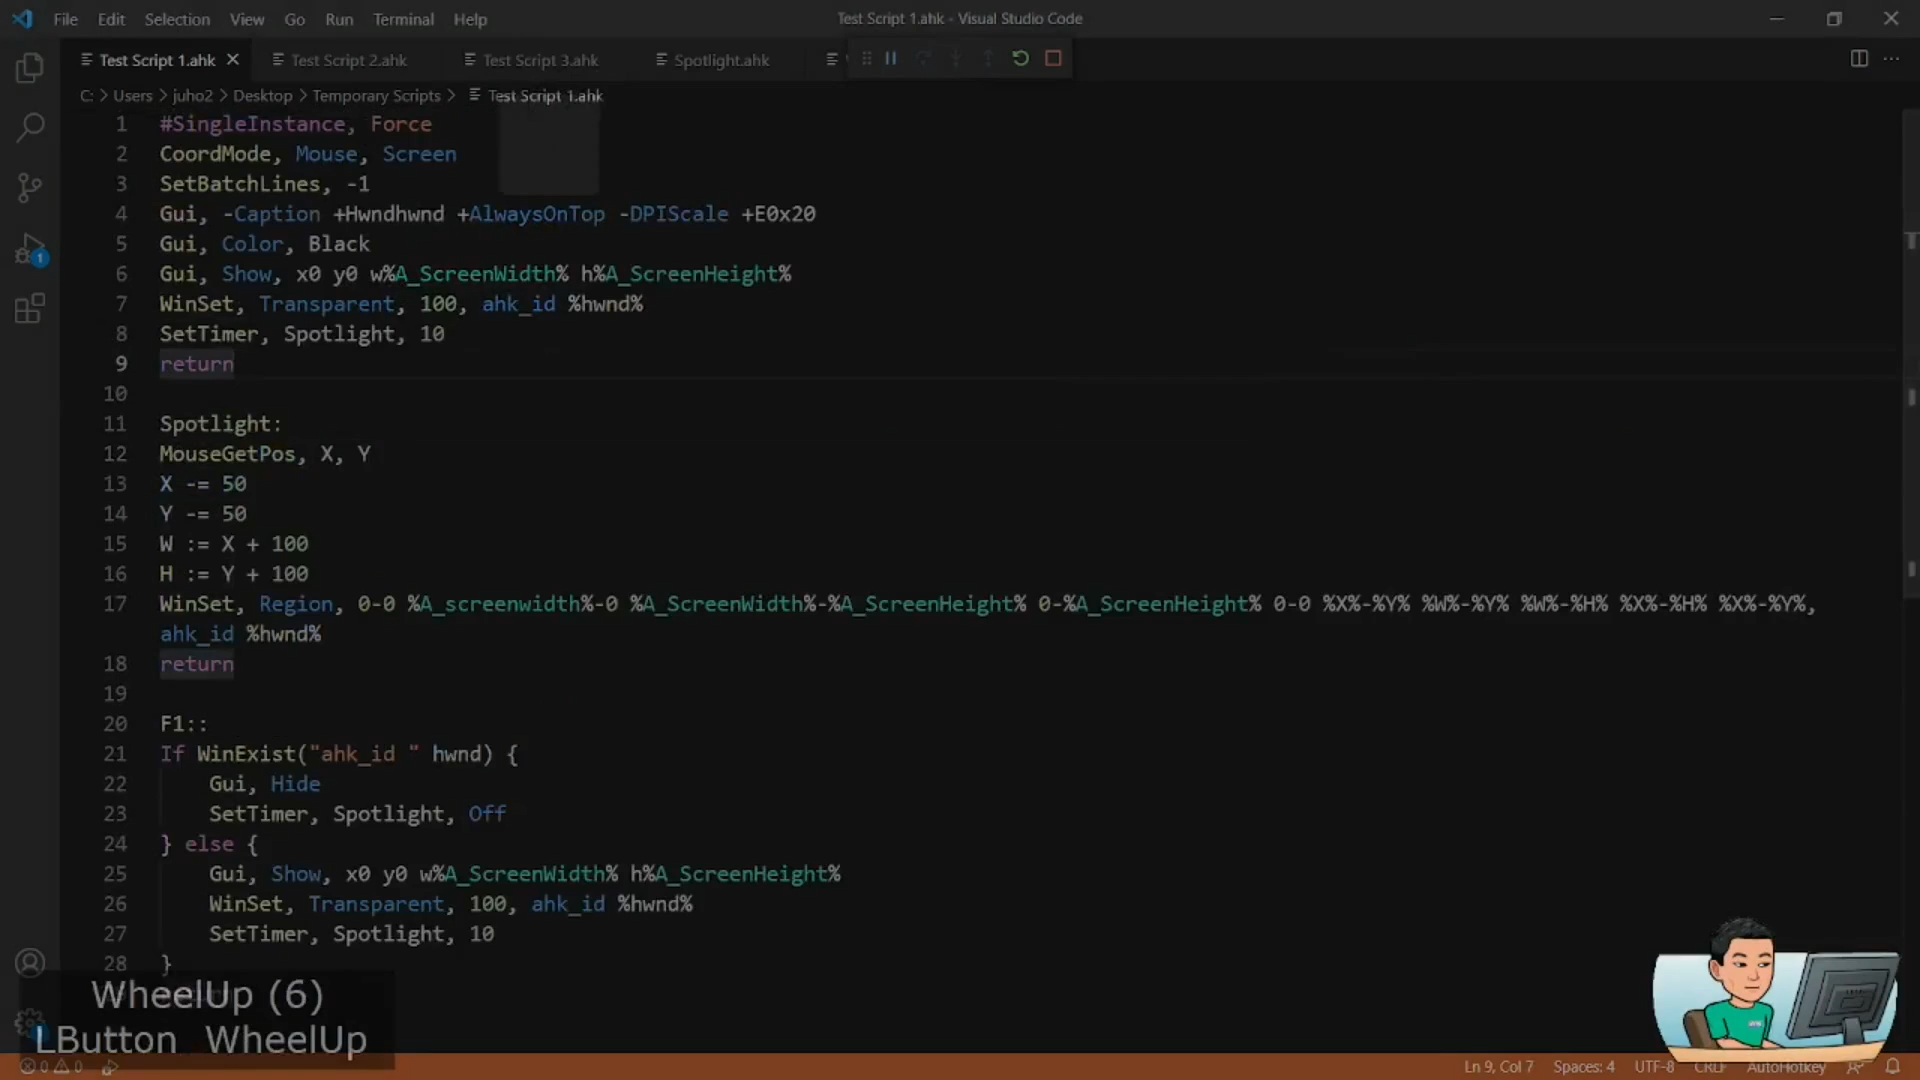 File Edit Selection View Go Run Terminal Help
Test Script 1.ahk - Visual Studio Code
Test Script 1.ahk Test Script 2.ahk Test Script 3.ahk Spotlight.ahk
C: > Users > juho2 > Desktop > Temporary Scripts > Test Script 1.ahk
1 #SingleInstance, Force
2 CoordMode, Mouse, Screen
3 SetBatchLines, -1
4 Gui, -Caption +Hwndhwnd +AlwaysOnTop -DPIScale +E0x20
5 Gui, Color, Black
6 Gui, Show, x0 y0 w%A_ScreenWidth% h%A_ScreenHeight%
7 WinSet, Transparent, 100, ahk_id %hwnd%
8 SetTimer, Spotlight, 10
9 return
10
11 Spotlight:
12 MouseGetPos, X, Y
13 X -= 50
14 Y -= 50
15 W := X + 100
16 H := Y + 100
17 WinSet, Region, 0-0 %A_screenwidth%-0 %A_ScreenWidth%-%A_ScreenHeight% 0-%A_ScreenHeight% 0-0 %X%-%Y% %W%-%Y% %W%-%H% %X%-%H% %X%-%Y%,
ahk_id %hwnd%
18 return
19
20 F1::
21 If WinExist("ahk_id " hwnd) {
22 Gui, Hide
23 SetTimer, Spotlight, Off
24 } else {
25 Gui, Show, x0 y0 w%A_ScreenWidth% h%A_ScreenHeight%
26 WinSet, Transparent, 100, ahk_id %hwnd%
27 SetTimer, Spotlight, 10
28 }
1
WheelUp (6)
LButton WheelUp
0 0
Ln 9, Col 7 Spaces: 4 UTF-8 CRLF AutoHotkey